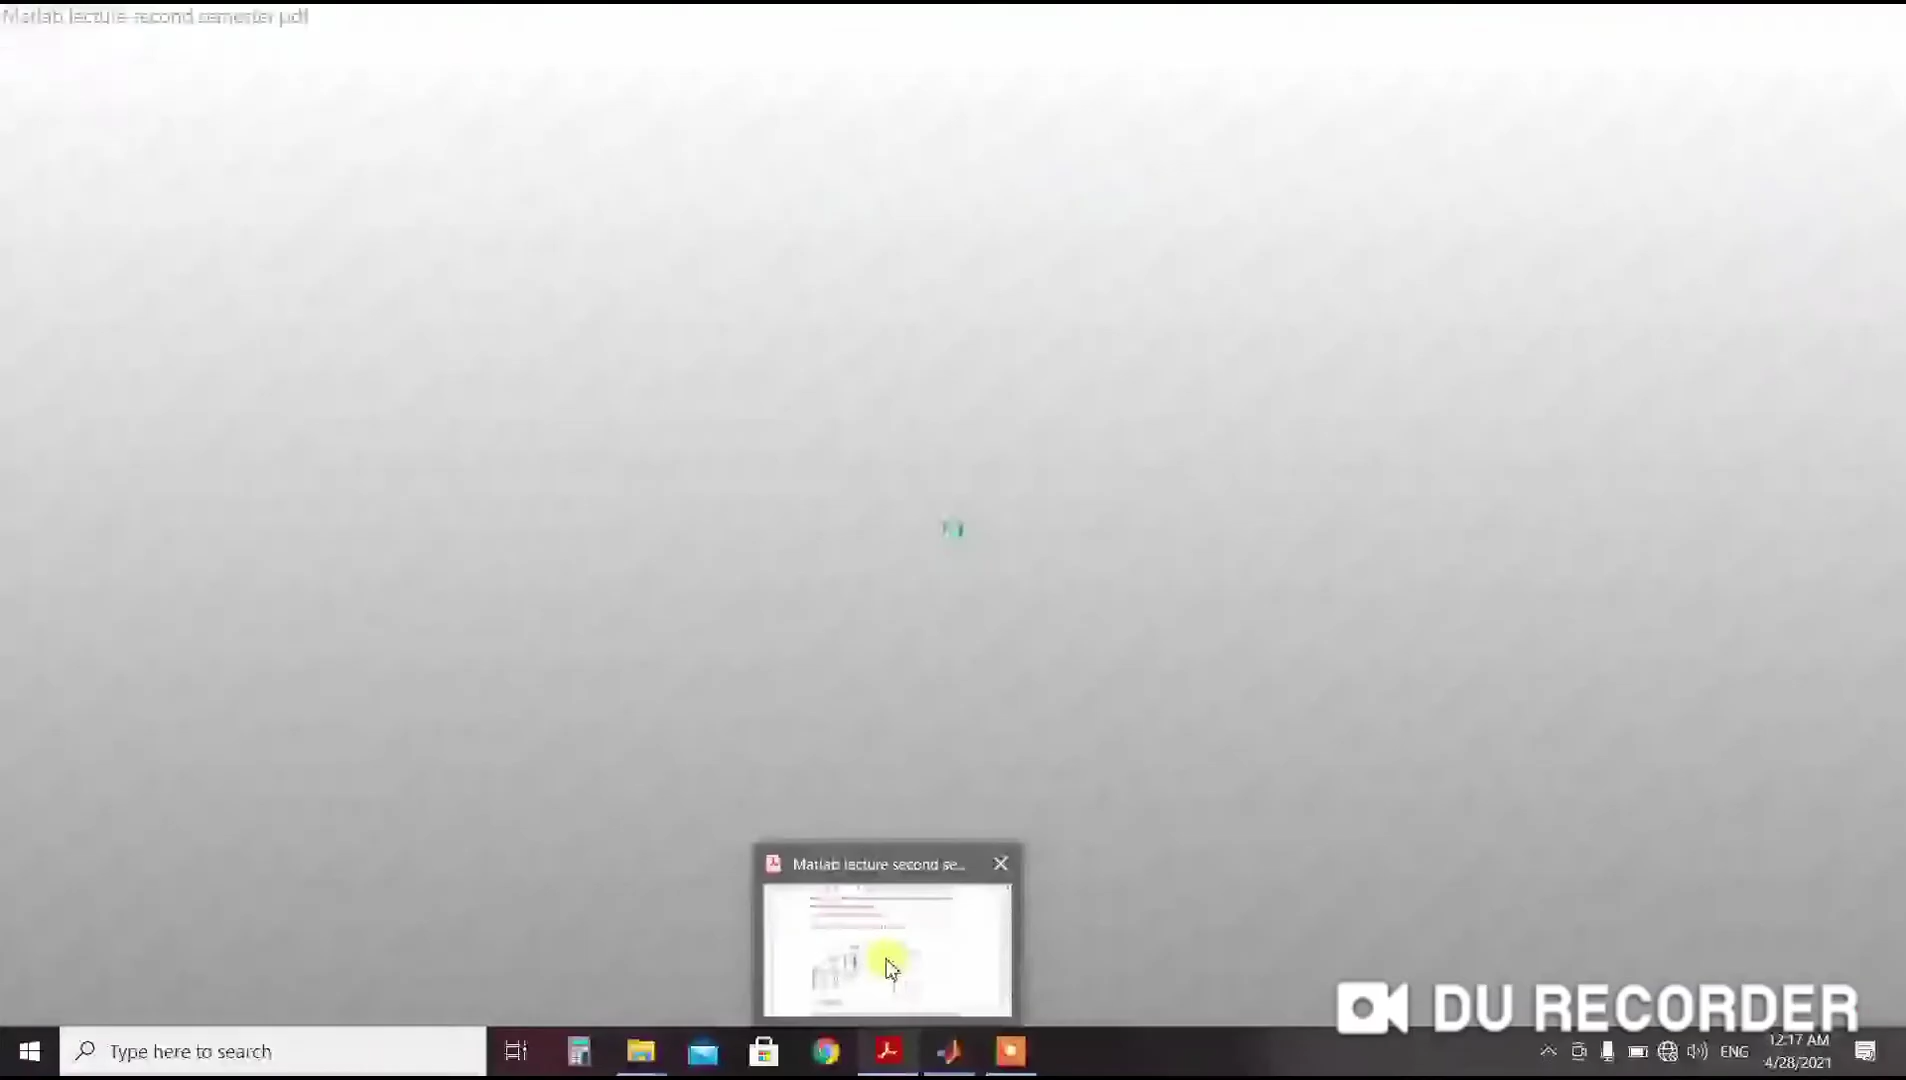 Matlab lecture second semester.pdf
Matlab lecture second se...
DU RECORDER
Type here to search
ENG
12:17 AM
4/28/2021